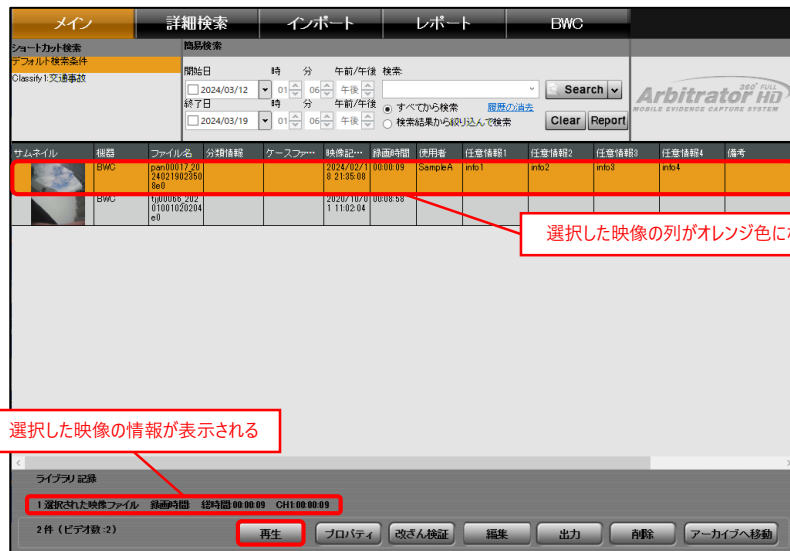 メイン 詳細検索 インポート レポート BWC
ショートカット検索 簡易検索
デフォルト検索条件
Classify1:交通事故
開始日 時 分 午前/午後 検索:
2024/03/12 01 06 午後 Search
終了日 時 分 午前/午後 すべてから検索 履歴の消去
2024/03/19 01 06 午後 検索結果から絞り込んで検索 Clear Report
Arbitrator 360° FULL HD
MOBILE EVIDENCE CAPTURE SYSTEM
サムネイル 機器 ファイル名 分類情報 ケースファ… 映像記… 録画時間 使用者 任意情報1 任意情報2 任意情報3 任意情報4 備考
BWC pan00017_20 2024/02/1 00:00:09 SampleA info1 info2 info3 info4
24021902350 8 21:35:08
8e0
BWC tjj00066_202 2020/10/0 00:08:58
01001020204 1 11:02:04
e0
選択した映像の列がオレンジ色に
選択した映像の情報が表示される
ライブラリ記録
1 選択された映像ファイル 録画時間: 総時間:00:00:09 CH1:00:00:09
2件 (ビデオ数:2) 再生 プロパティ 改ざん検証 編集 出力 削除 アーカイブへ移動